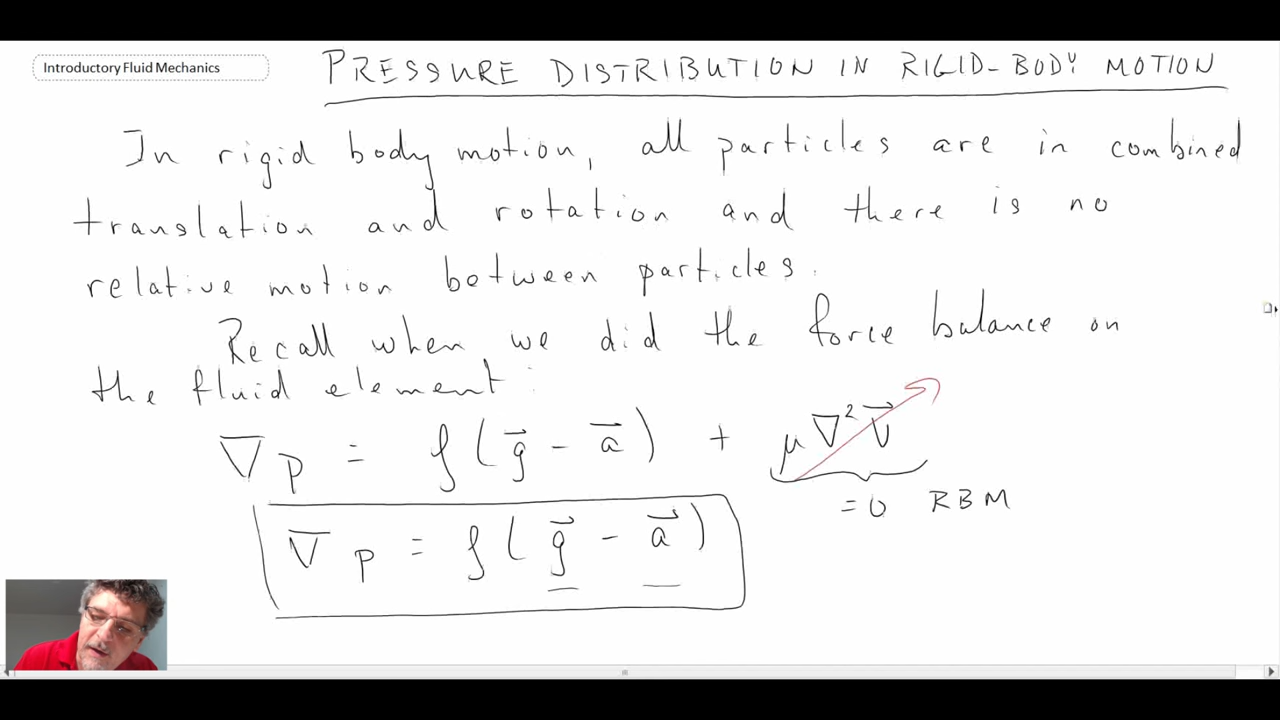 Introductory Fluid Mechanics
PRESSURE DISTRIBUTION IN RIGID-BODY MOTION
In rigid body motion, all particles are in combined
translation and rotation and there is no
relative motion between particles.
Recall when we did the force balance on
the fluid element:
∇p = ρ(g⃗ - a⃗) + μ∇²V⃗
= 0 RBM
∇p = ρ(g⃗ - a⃗)